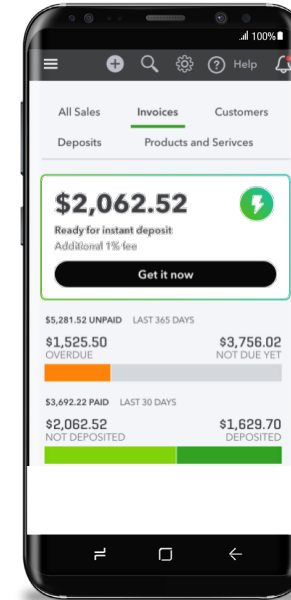 .ıll 100%
Help
All Sales Invoices Customers
Deposits Products and Serivces
$2,062.52
Ready for instant deposit
Additional 1% fee
Get it now
$5,281.52 UNPAID LAST 365 DAYS
$1,525.50 $3,756.02
OVERDUE NOT DUE YET
$3,692.22 PAID LAST 30 DAYS
$2,062.52 $1,629.70
NOT DEPOSITED DEPOSITED